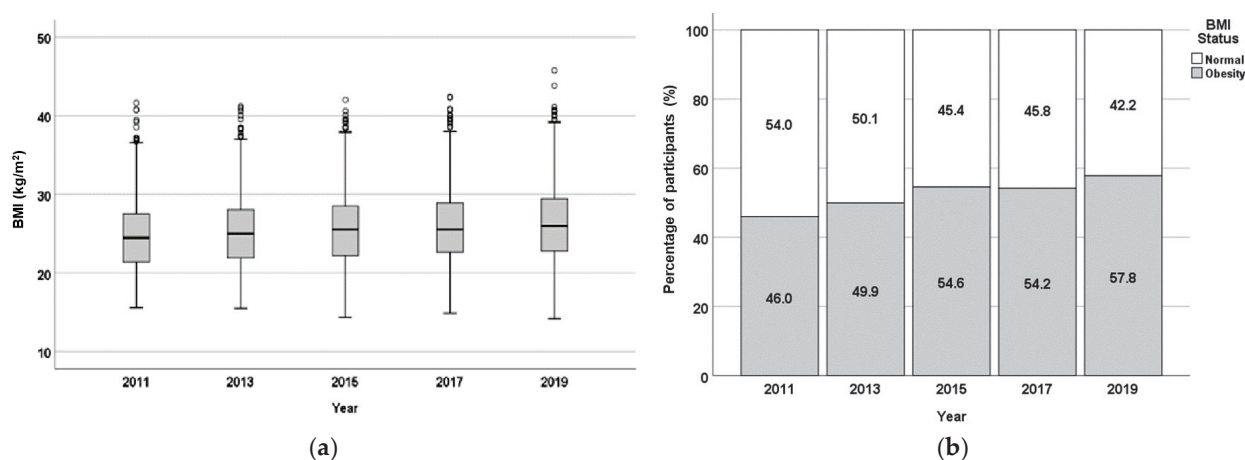 50
40
30
20
10
BMI (kg/m²)
2011 2013 2015 2017 2019
Year
(a)
BMI
Status
Normal
Obesity
100
80
60
40
20
0
Percentage of participants (%)
54.0 50.1 45.4 45.8 42.2
46.0 49.9 54.6 54.2 57.8
2011 2013 2015 2017 2019
Year
(b)